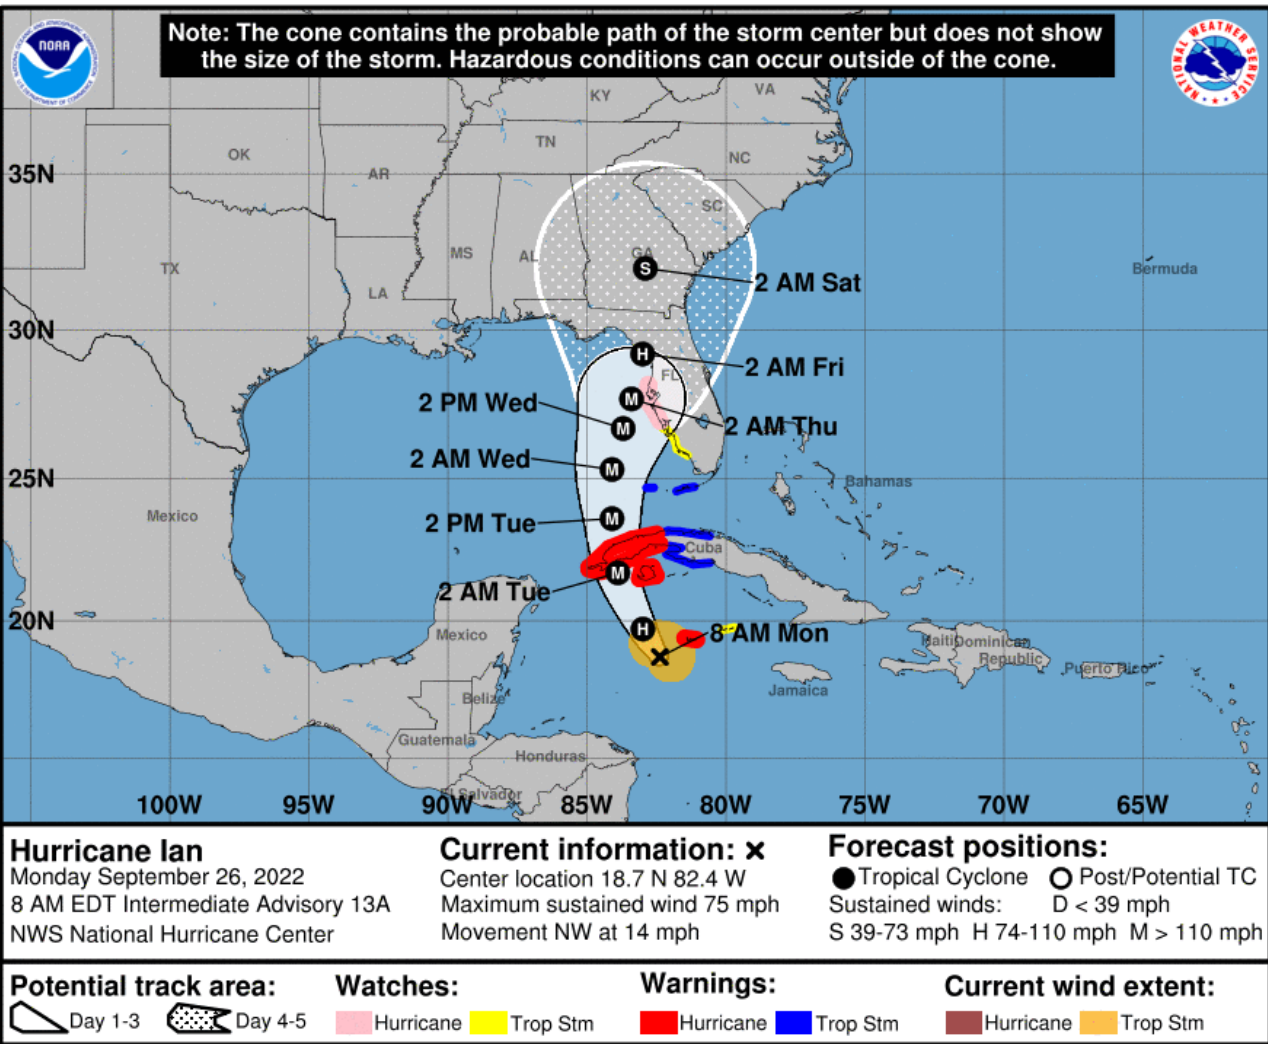 Note: The cone contains the probable path of the storm center but does not show
the size of the storm. Hazardous conditions can occur outside of the cone.
NOAA
NATIONAL WEATHER SERVICE
KY
VA
TN
NC
OK
AR
35N
SC
MS
AL
GA
TX
2 AM Sat
Bermuda
LA
30N
2 AM Fri
FL
2 PM Wed
2 AM Thu
2 AM Wed
25N
Bahamas
Mexico
2 PM Tue
Cuba
2 AM Tue
20N
Mexico
8 AM Mon
Haiti
Dominican
Republic
Puerto Rico
Jamaica
Belize
Guatemala
Honduras
El Salvador
100W 95W 90W 85W 80W 75W 70W 65W
S
H
M
M
M
M
M
H
Hurricane Ian
Monday September 26, 2022
8 AM EDT Intermediate Advisory 13A
NWS National Hurricane Center
Current information: ×
Center location 18.7 N 82.4 W
Maximum sustained wind 75 mph
Movement NW at 14 mph
Forecast positions:
Tropical Cyclone Post/Potential TC
Sustained winds: D < 39 mph
S 39-73 mph H 74-110 mph M > 110 mph
Potential track area:
Day 1-3 Day 4-5
Watches:
Hurricane Trop Stm
Warnings:
Hurricane Trop Stm
Current wind extent:
Hurricane Trop Stm